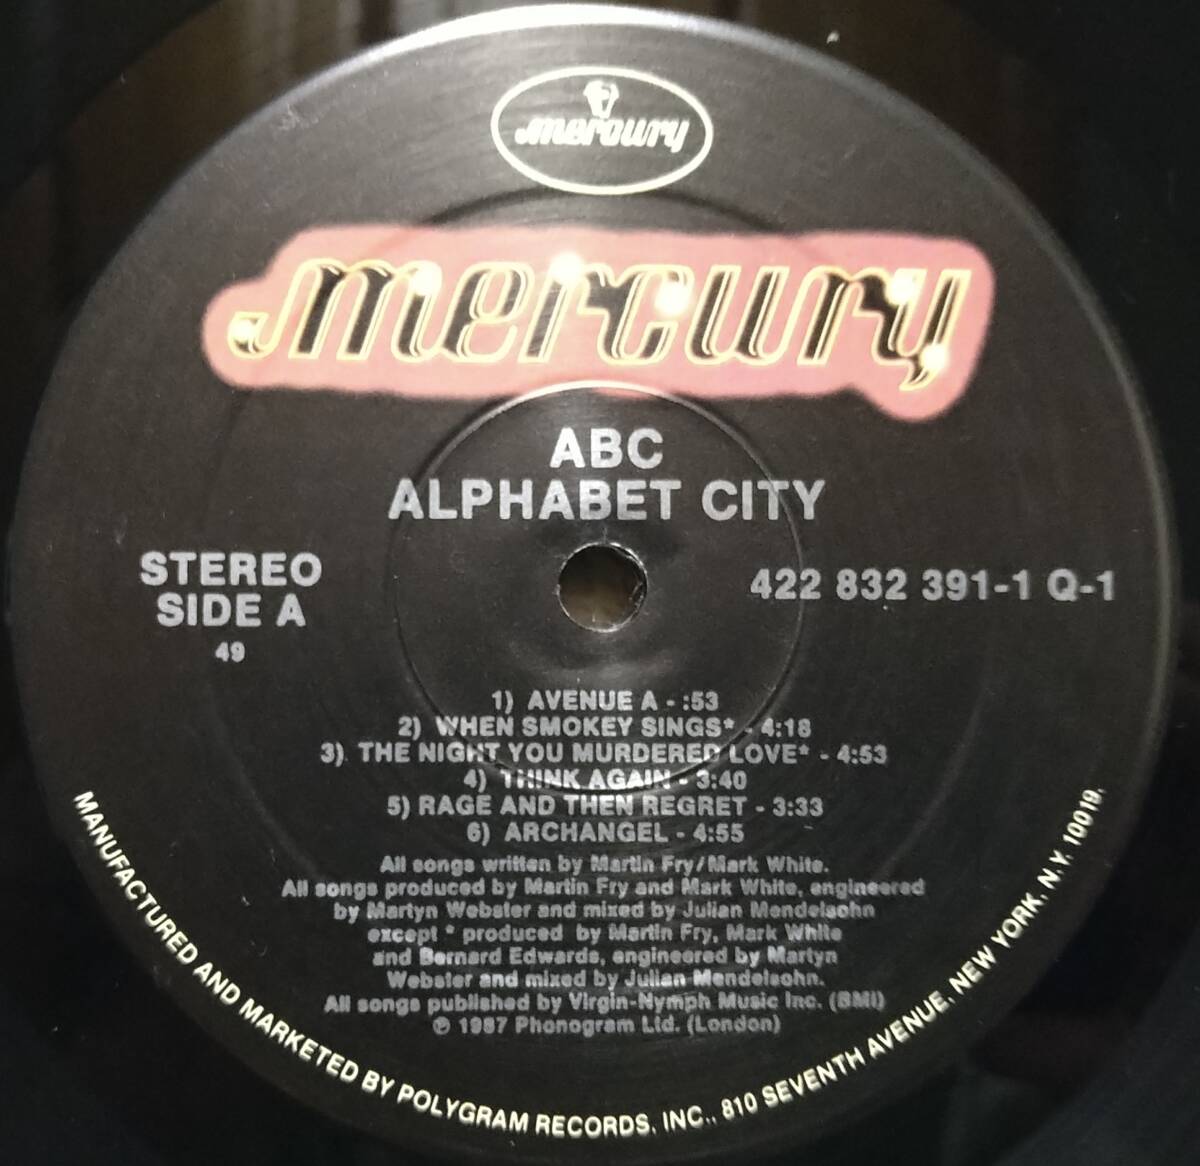 mercury
mercury
ABC
ALPHABET CITY
STEREO
SIDE A
49
422 832 391-1 Q-1
1) AVENUE A - :53
2) WHEN SMOKEY SINGS* - 4:18
3) THE NIGHT YOU MURDERED LOVE* - 4:53
4) THINK AGAIN - 3:40
5) RAGE AND THEN REGRET - 3:33
6) ARCHANGEL - 4:55
All songs written by Martin Fry/Mark White.
All songs produced by Martin Fry and Mark White, engineered
by Martyn Webster and mixed by Julian Mendelsohn
except * produced by Martin Fry, Mark White
and Bernard Edwards, engineered by Martyn
Webster and mixed by Julian Mendelsohn.
All songs published by Virgin-Nymph Music Inc. (BMI)
℗ 1987 Phonogram Ltd. (London)
MANUFACTURED AND MARKETED BY POLYGRAM RECORDS, INC., 810 SEVENTH AVENUE, NEW YORK, N.Y. 10019.